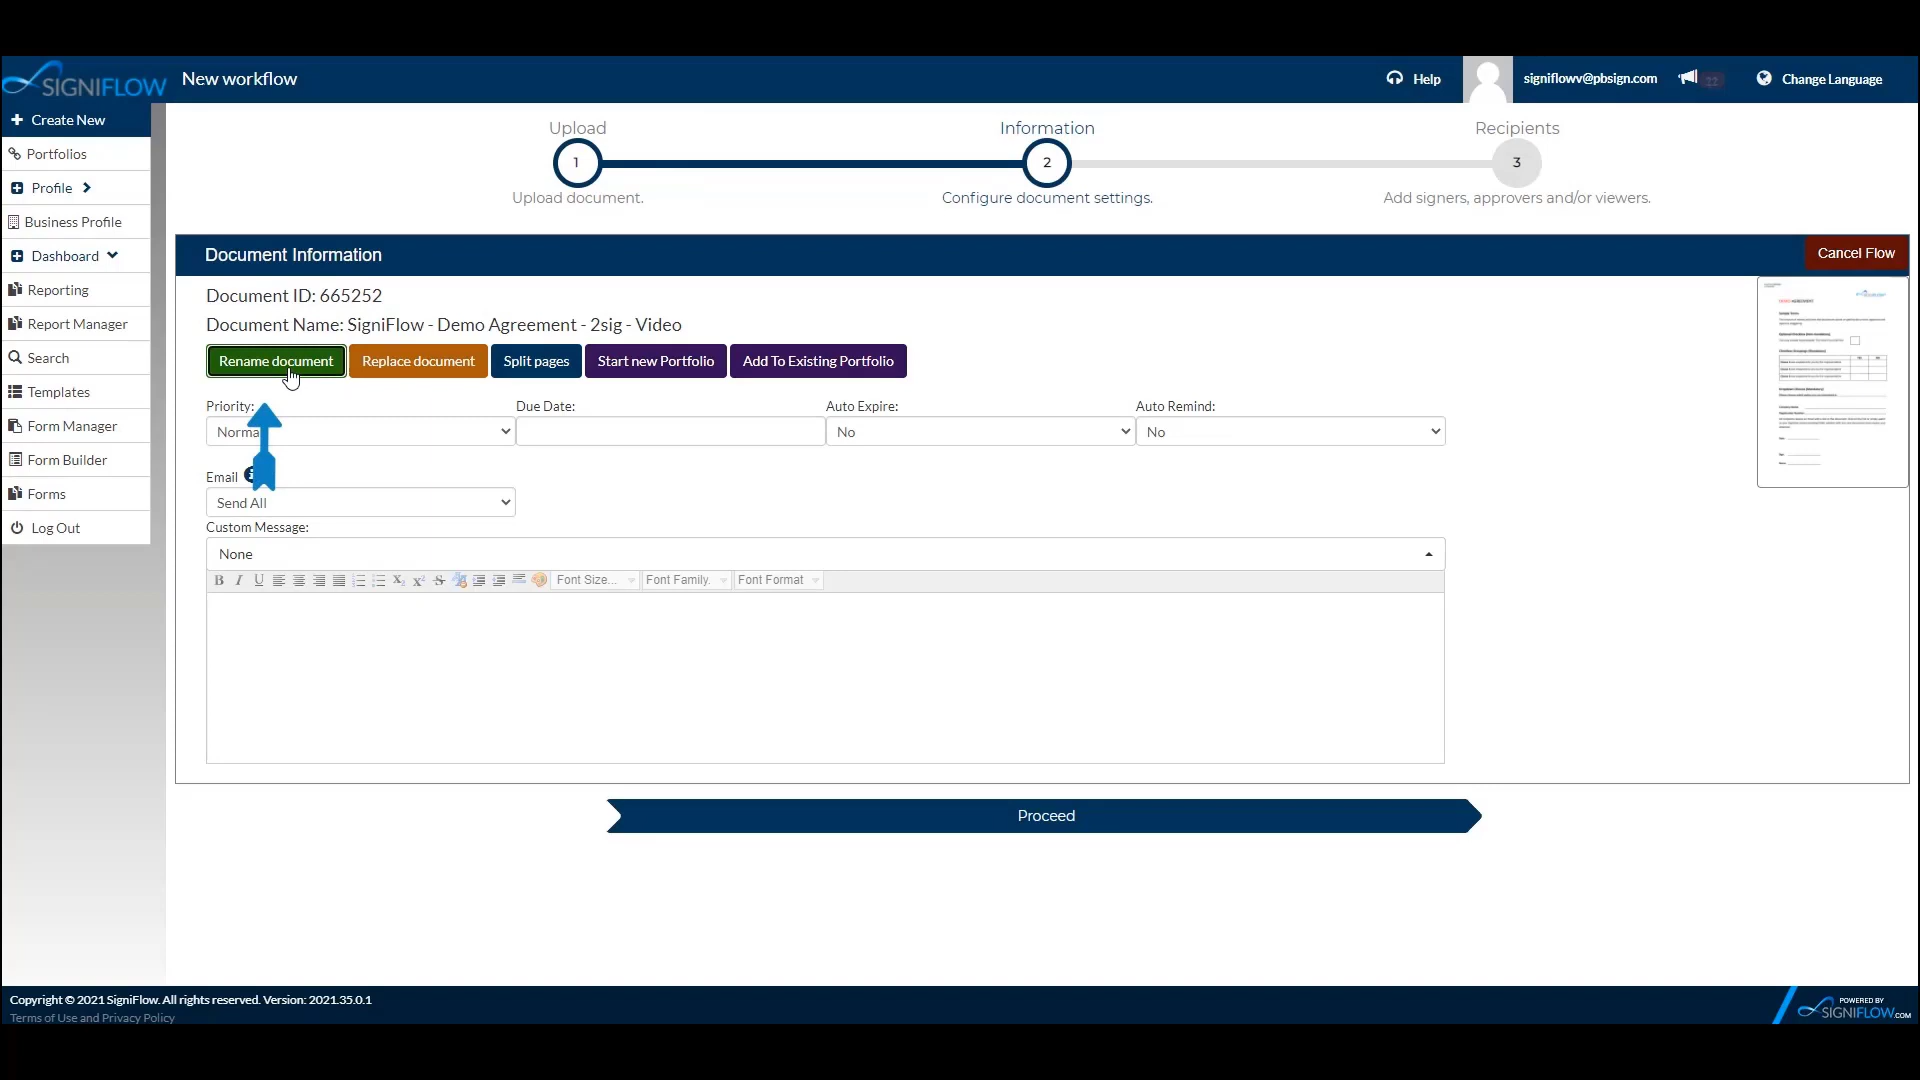 SIGNIFLOW
New workflow
Help
signiflowv@pbsign.com
Change Language
Create New
Portfolios
Profile
Business Profile
Dashboard
Reporting
Report Manager
Search
Templates
Form Manager
Form Builder
Forms
Log Out
Upload
Information
Recipients
1
2
3
Upload document.
Configure document settings.
Add signers, approvers and/or viewers.
Document Information
Cancel Flow
Document ID: 665252
Document Name: SigniFlow - Demo Agreement - 2sig - Video
Rename document
Replace document
Split pages
Start new Portfolio
Add To Existing Portfolio
Priority:
Due Date:
Auto Expire:
Auto Remind:
Normal
No
No
Email
Send All
Custom Message:
None
Font Size...
Font Family.
Font Format
Proceed
Copyright © 2021 SigniFlow. All rights reserved. Version: 2021.35.0.1
Terms of Use and Privacy Policy
POWERED BY
SIGNIFLOW.COM